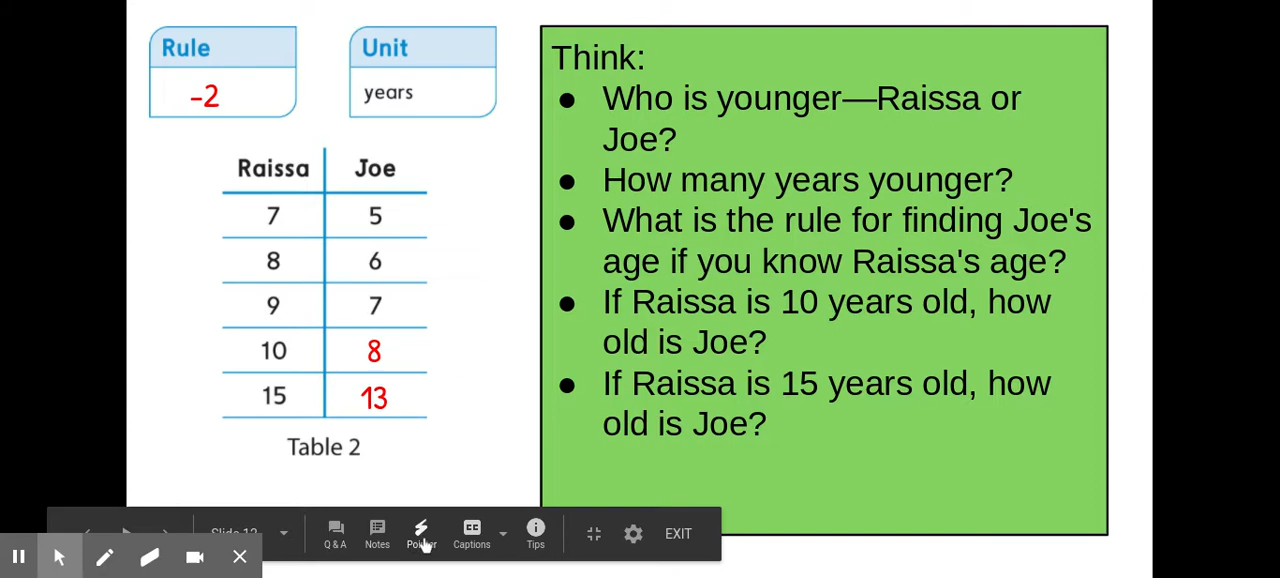 Rule
-2
Unit
years
Raissa Joe
7 5
8 6
9 7
10 8
15 13
Table 2
Think:
● Who is younger—Raissa or
Joe?
● How many years younger?
● What is the rule for finding Joe's
age if you know Raissa's age?
● If Raissa is 10 years old, how
old is Joe?
● If Raissa is 15 years old, how
old is Joe?
Q & A Notes Pointer CC Captions Tips EXIT